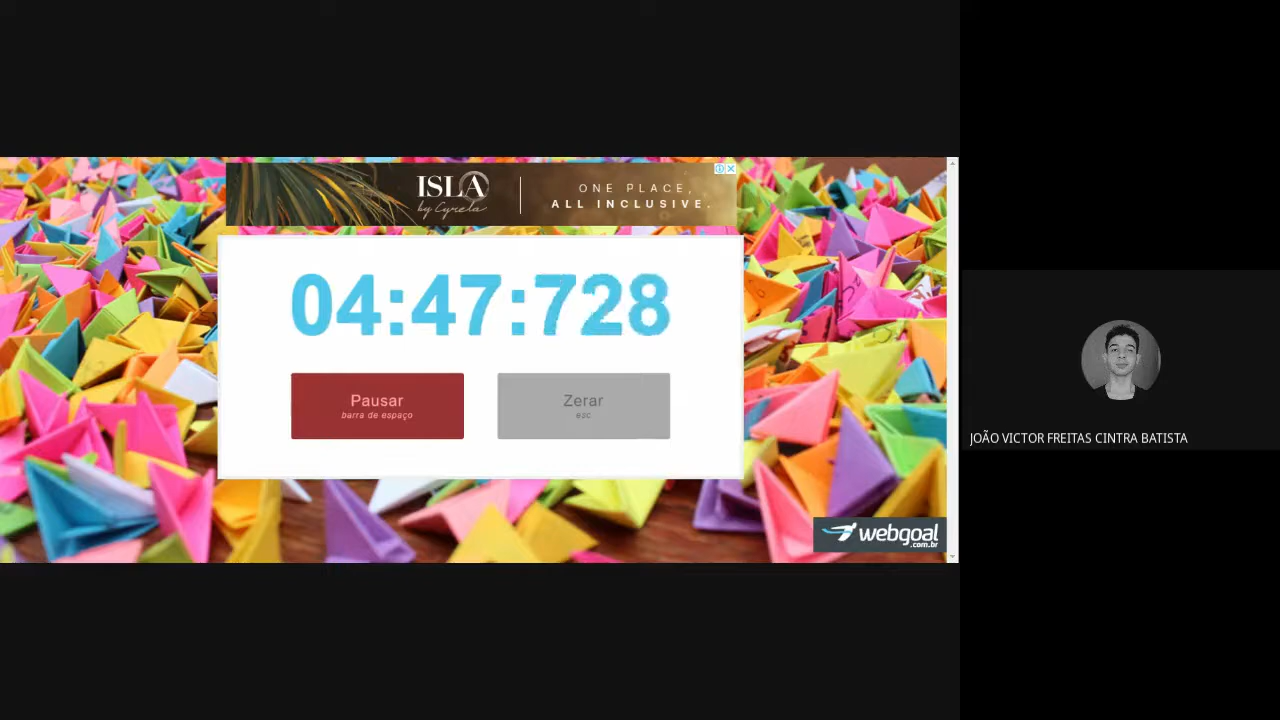 ISLA
by Cyrela
ONE PLACE,
ALL INCLUSIVE.
04:47:728
Pausar
barra de espaço
Zerar
esc
webgoal
.com.br
JOÃO VICTOR FREITAS CINTRA BATISTA